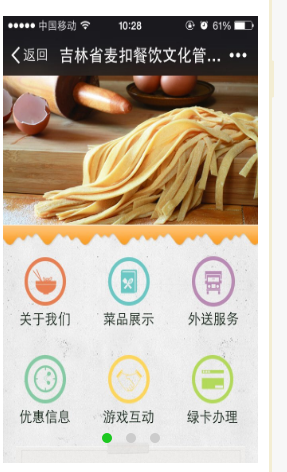 中国移动 10:28 61%
返回 吉林省麦扣餐饮文化管...
关于我们 菜品展示 外送服务
优惠信息 游戏互动 绿卡办理